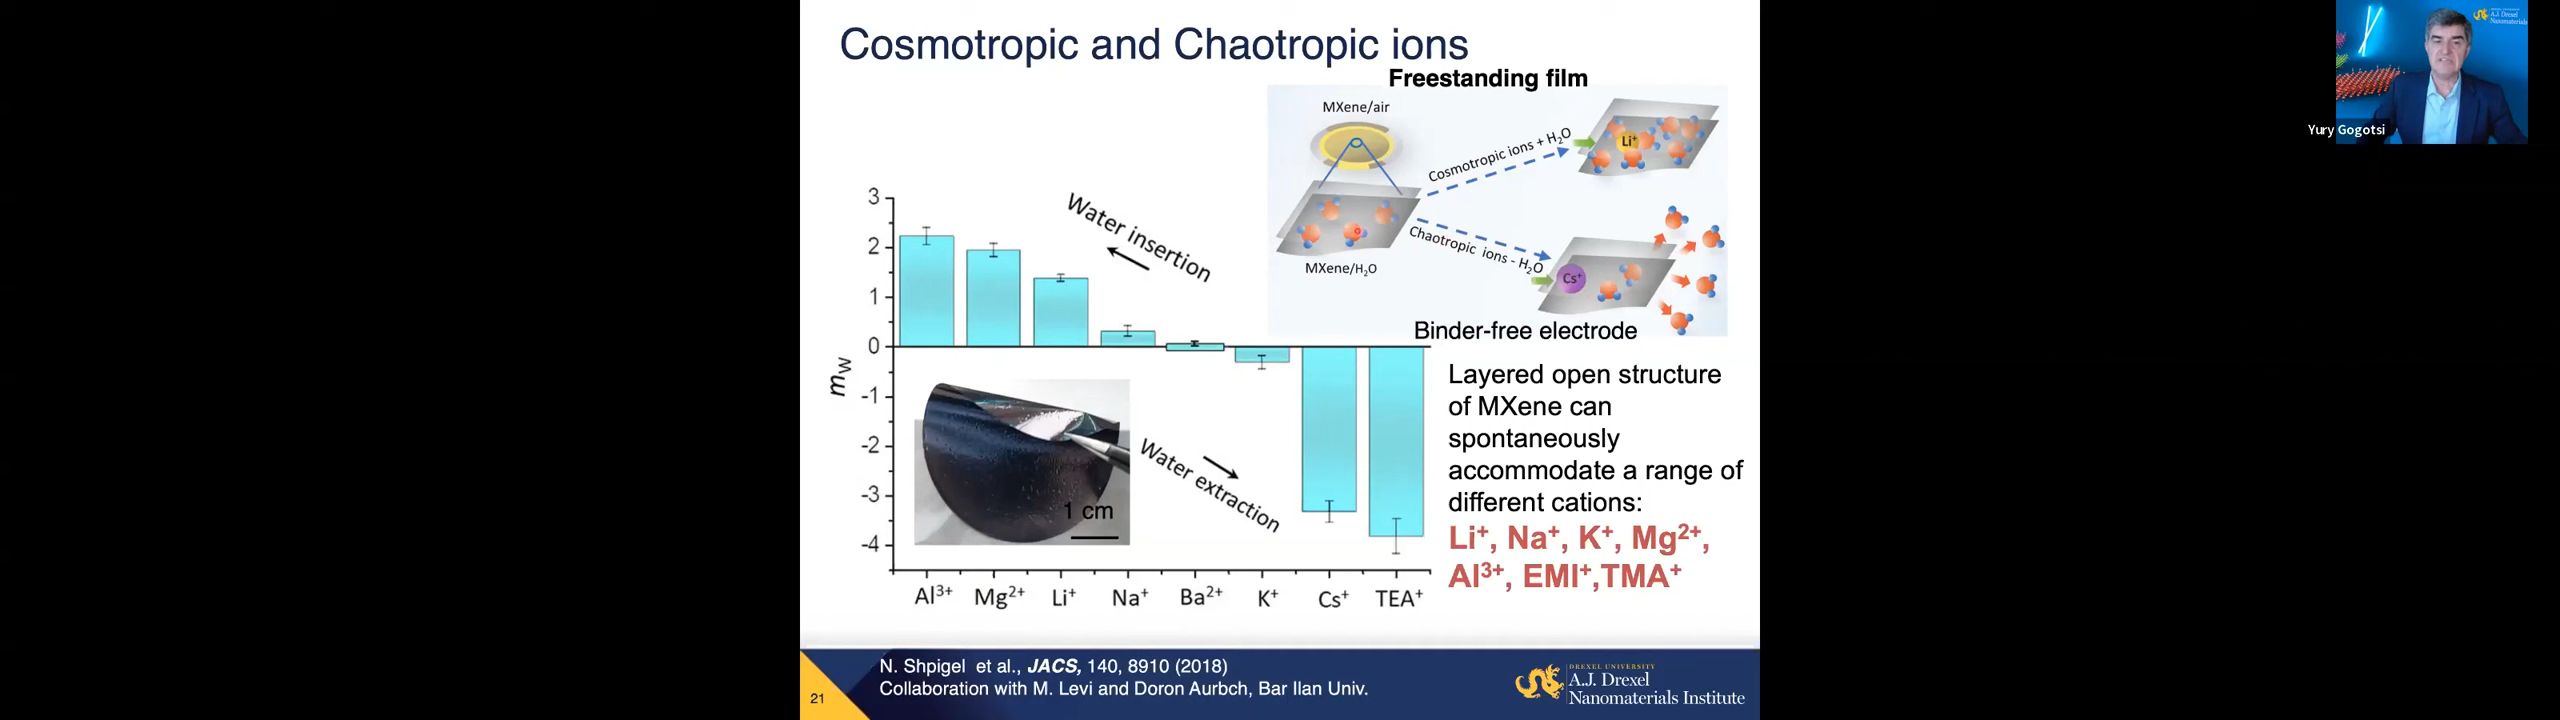 Cosmotropic and Chaotropic ions
Freestanding film
MXene/air
Cosmotropic ions + H₂O
Li⁺
MXene/H₂O
Chaotropic ions - H₂O
Cs⁺
Binder-free electrode
Water insertion
Water extraction
3
2
1
0
-1
-2
-3
-4
mW
1 cm
Al³⁺ Mg²⁺ Li⁺ Na⁺ Ba²⁺ K⁺ Cs⁺ TEA⁺
Layered open structure
of MXene can
spontaneously
accommodate a range of
different cations:
Li⁺, Na⁺, K⁺, Mg²⁺,
Al³⁺, EMI⁺,TMA⁺
N. Shpigel et al., JACS, 140, 8910 (2018)
Collaboration with M. Levi and Doron Aurbch, Bar Ilan Univ.
21
DREXEL UNIVERSITY
A.J. Drexel
Nanomaterials Institute
A.J. Drexel
Nanomaterials
Yury Gogotsi